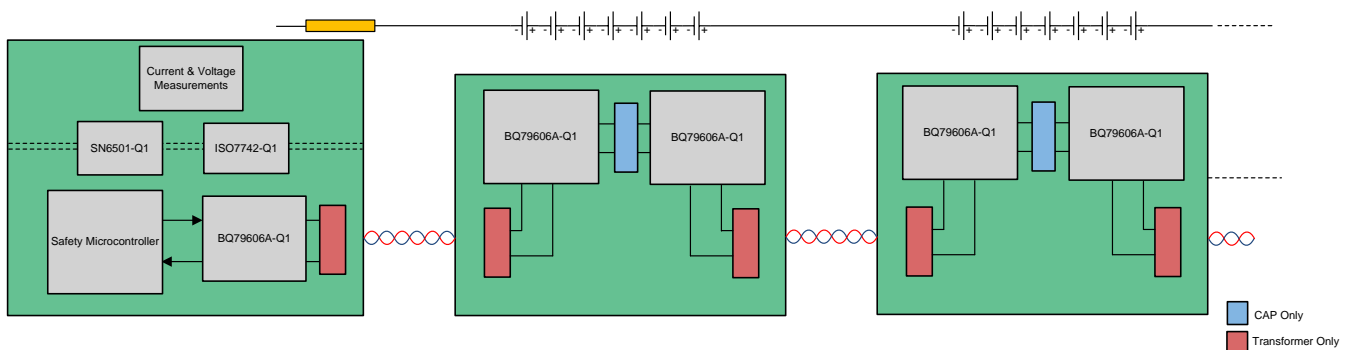 - + - + - + - + - + - + - +
- + - + - + - + - + - + - +
Current & Voltage
Measurements
SN6501-Q1
ISO7742-Q1
Safety Microcontroller
BQ79606A-Q1
BQ79606A-Q1
BQ79606A-Q1
BQ79606A-Q1
BQ79606A-Q1
CAP Only
Transformer Only